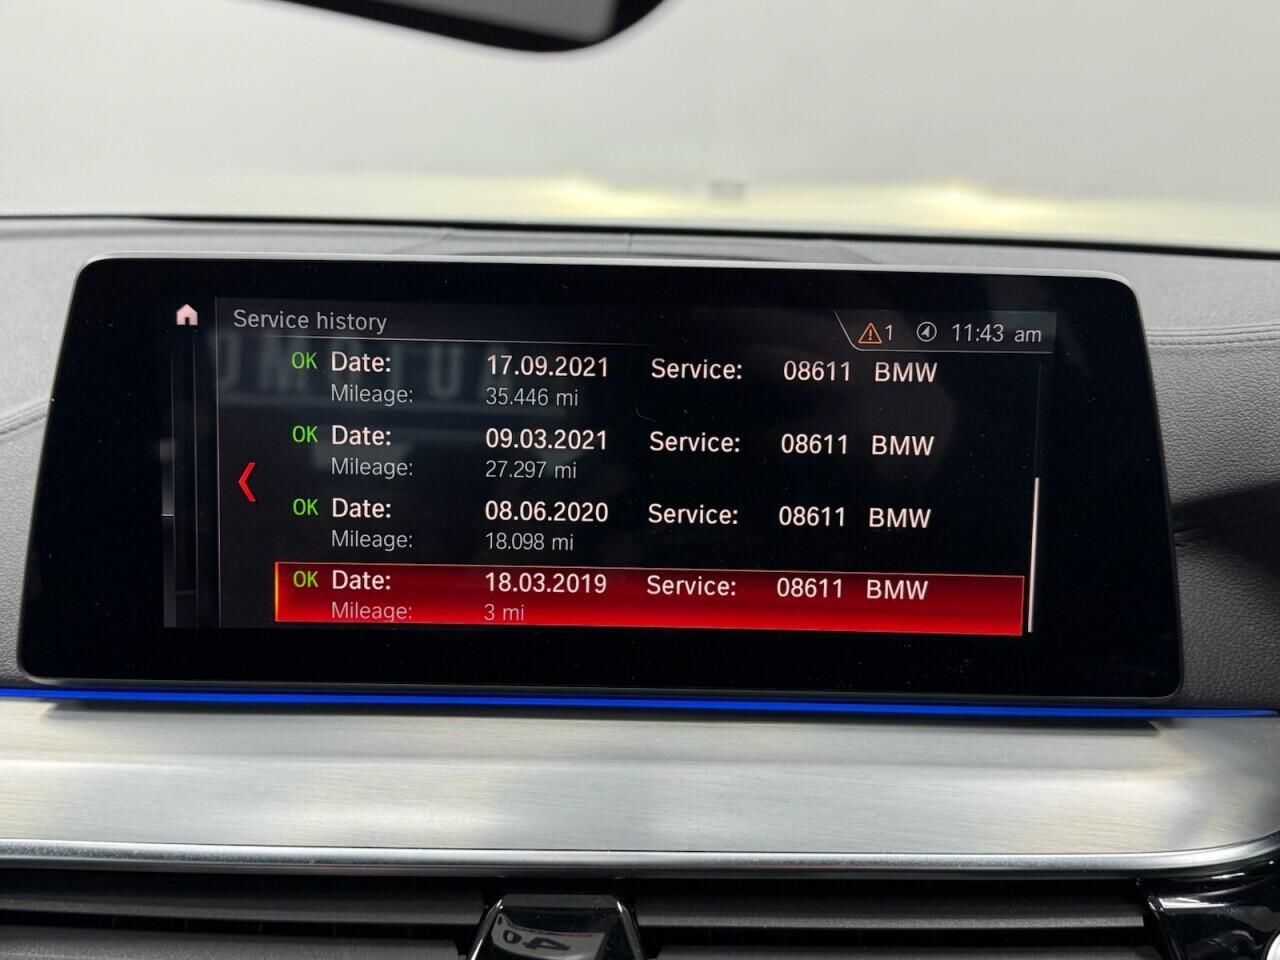 Service history
1 11:43 am
OK Date: 17.09.2021 Service: 08611 BMW
Mileage: 35.446 mi
OK Date: 09.03.2021 Service: 08611 BMW
Mileage: 27.297 mi
OK Date: 08.06.2020 Service: 08611 BMW
Mileage: 18.098 mi
OK Date: 18.03.2019 Service: 08611 BMW
Mileage: 3 mi